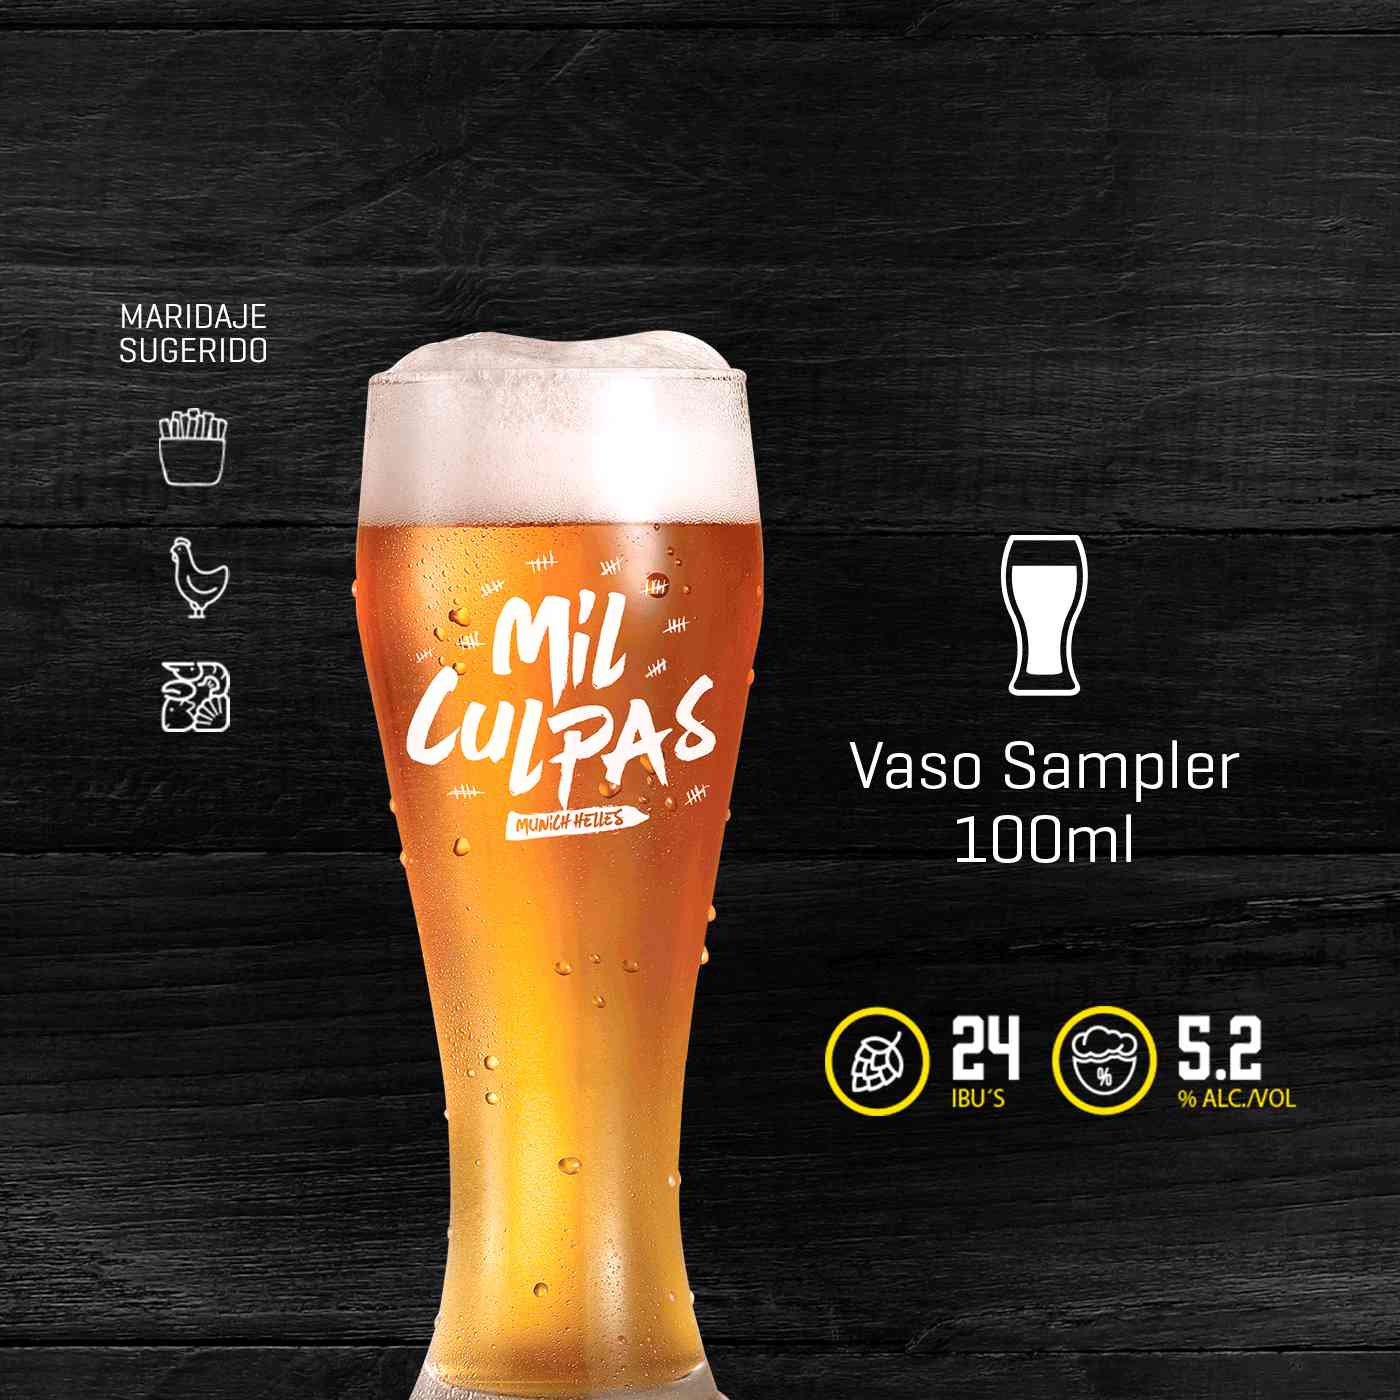 MARIDAJE
SUGERIDO
Mil
CULPAS
MUNICH HELLES
Vaso Sampler
100ml
24
IBU´S
%
5.2
% ALC./VOL